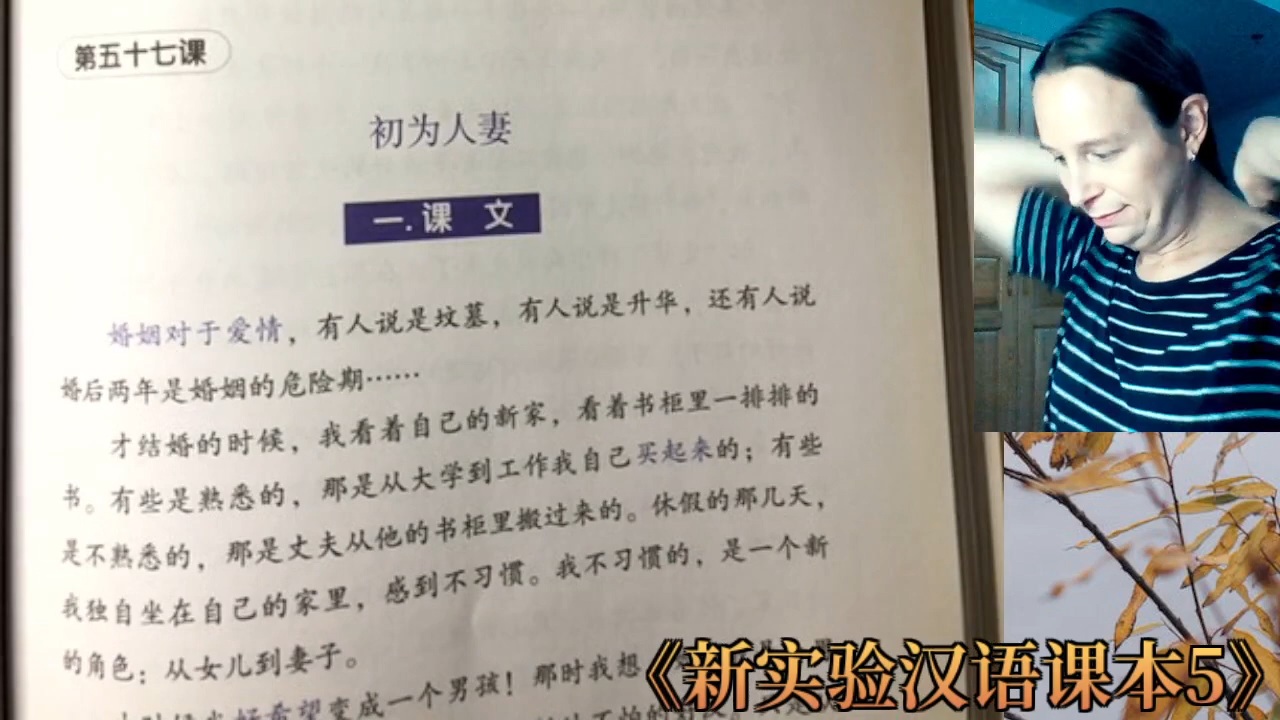 第五十七课
初为人妻
一.课 文
婚姻对于爱情，有人说是坟墓，有人说是升华，还有人说
婚后两年是婚姻的危险期……
才结婚的时候，我看着自己的新家，看着书柜里一排排的
书。有些是熟悉的，那是从大学到工作我自己买起来的；有些
是不熟悉的，那是丈夫从他的书柜里搬过来的。休假的那几天，
我独自坐在自己的家里，感到不习惯。我不习惯的，是一个新
的角色：从女儿到妻子。
希望变成一个男孩！那时我想
《新实验汉语课本5》